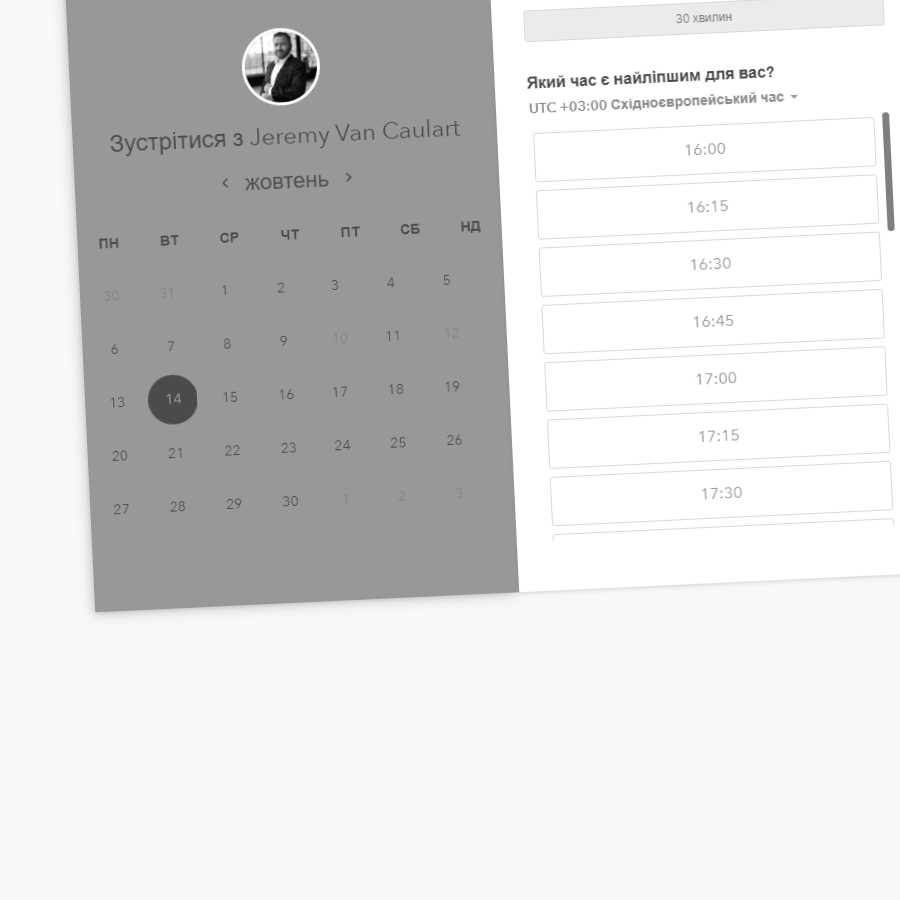 Зустрітися з Jeremy Van Caulart
‹ жовтень ›
ПН ВТ СР ЧТ ПТ СБ НД
30 31 1 2 3 4 5
6 7 8 9 10 11 12
13 14 15 16 17 18 19
20 21 22 23 24 25 26
27 28 29 30 1 2 3
30 хвилин
Який час є найліпшим для вас?
UTC +03:00 Східноєвропейський час
16:00
16:15
16:30
16:45
17:00
17:15
17:30